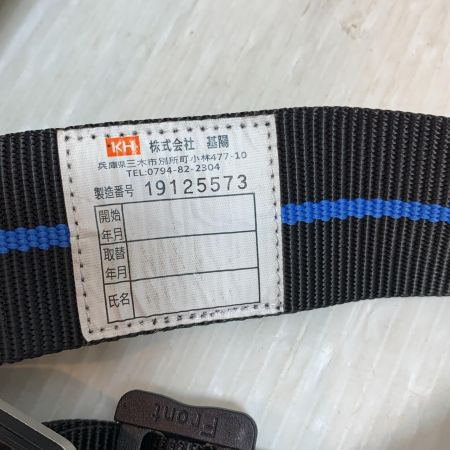 KH 株式会社 基陽
兵庫県三木市別所町小林477-10
TEL:0794-82-2304
製造番号 19125573
開始
年月
取替
年月
氏名
Front